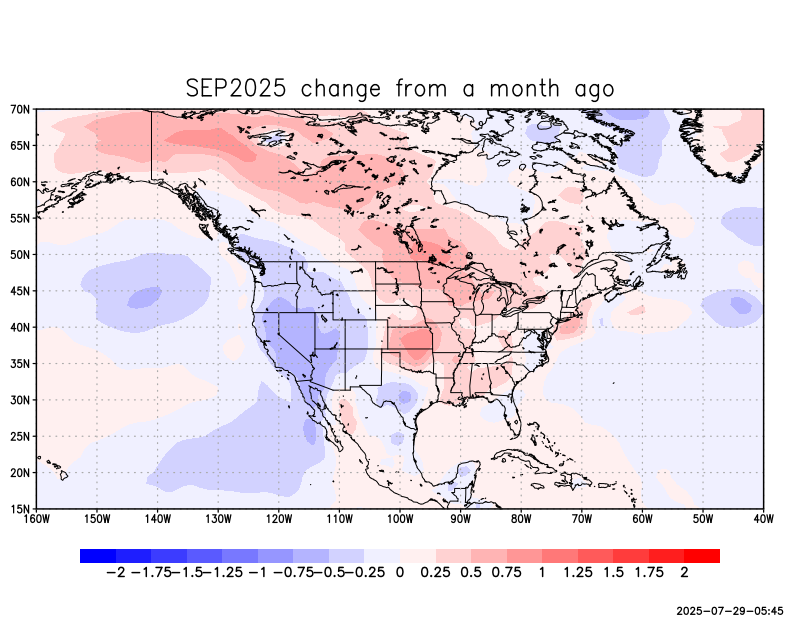 SEP2025 change from a month ago
70N
65N
60N
55N
50N
45N
40N
35N
30N
25N
20N
15N
160W 150W 140W 130W 120W 110W 100W 90W 80W 70W 60W 50W 40W
−2 −1.75 −1.5 −1.25 −1 −0.75 −0.5 −0.25 0 0.25 0.5 0.75 1 1.25 1.5 1.75 2
2025-07-29-05:45